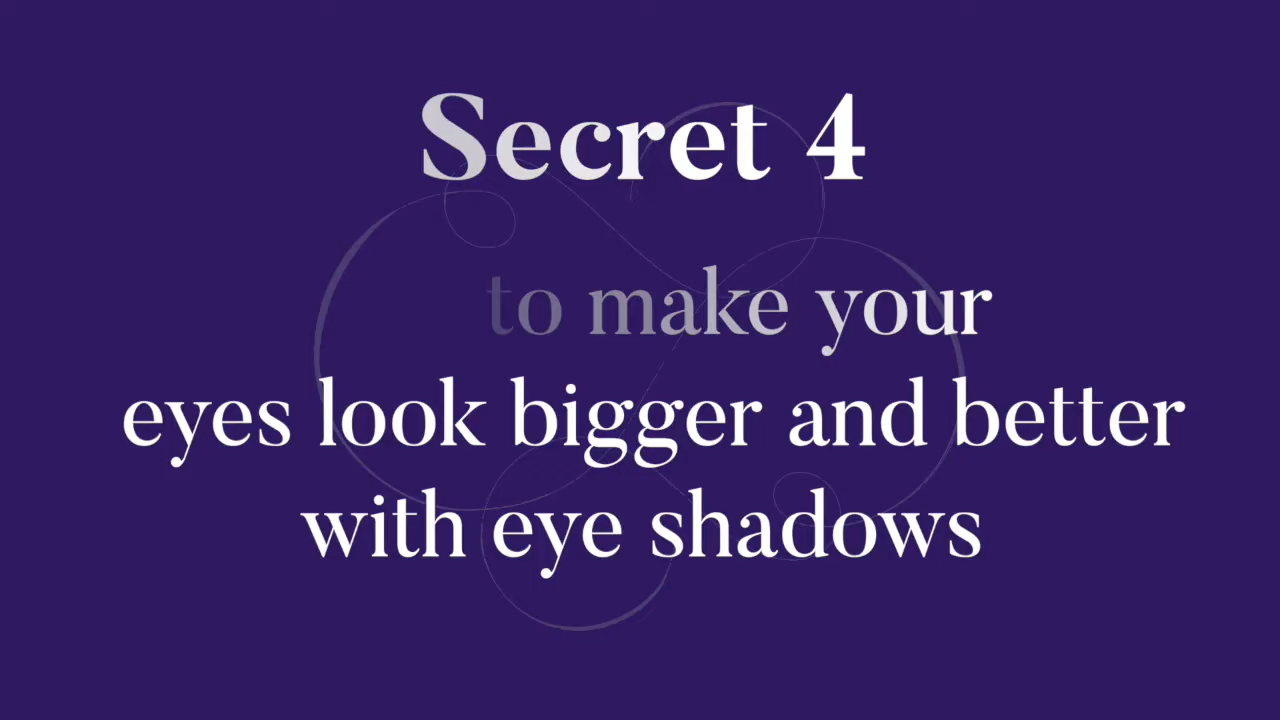 Secret 4
to make your
eyes look bigger and better
with eye shadows